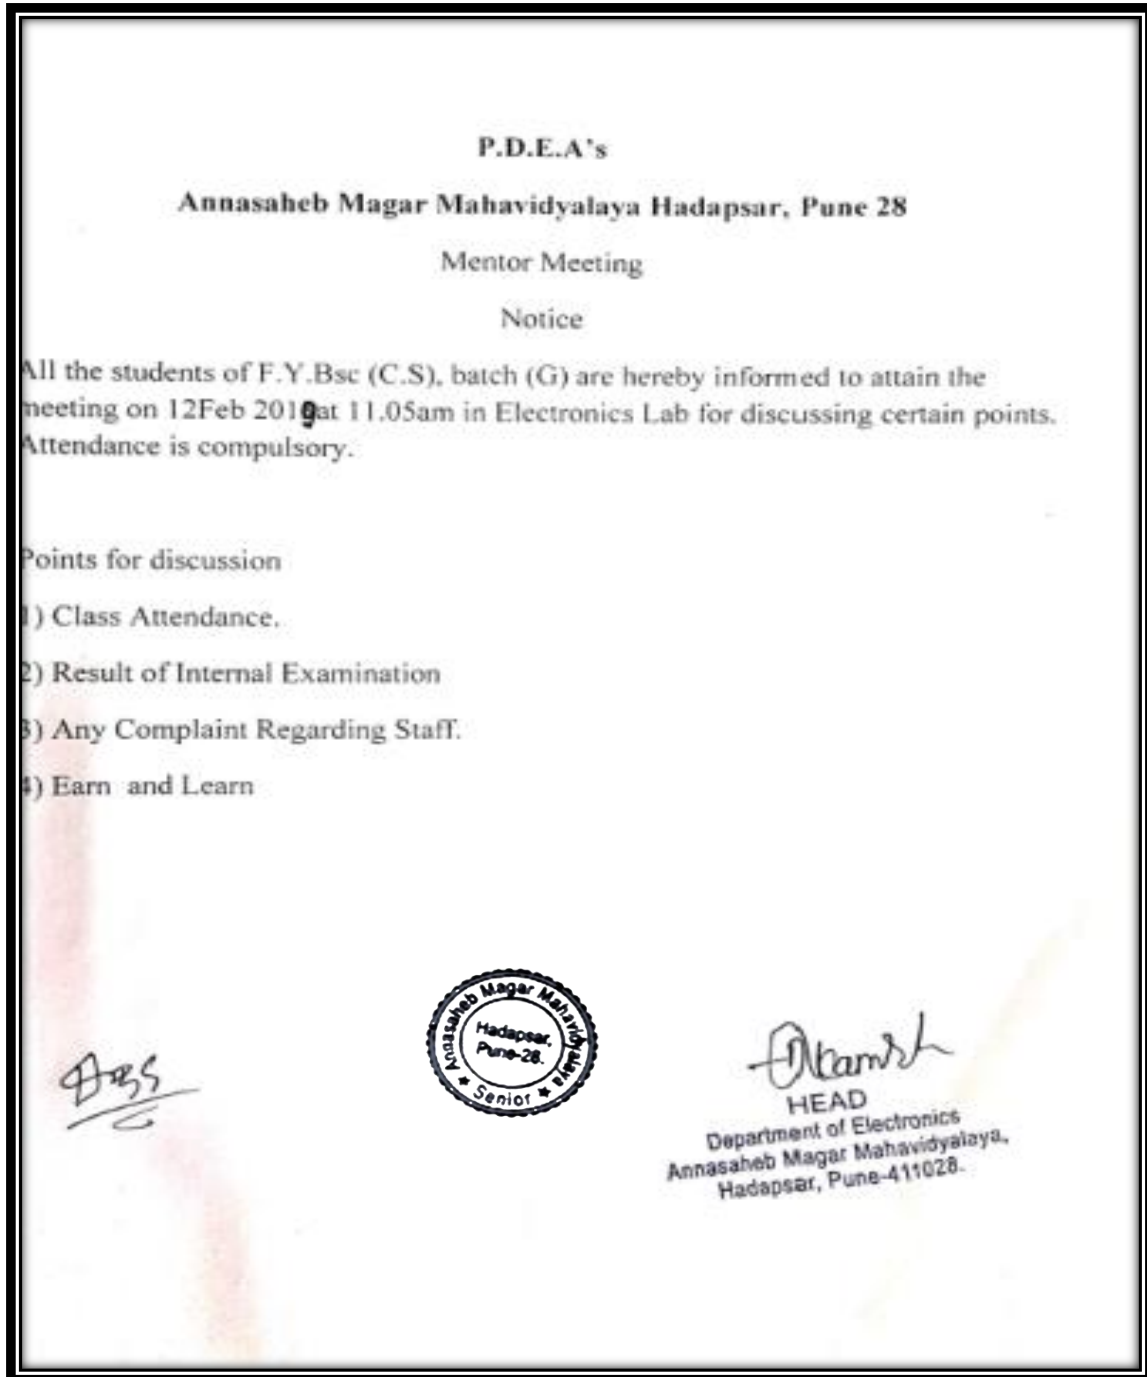 P.D.E.A's
Annasaheb Magar Mahavidyalaya Hadapsar, Pune 28
Mentor Meeting
Notice
All the students of F.Y.Bsc (C.S), batch (G) are hereby informed to attain the
meeting on 12Feb 2019at 11.05am in Electronics Lab for discussing certain points.
Attendance is compulsory.
Points for discussion
1) Class Attendance.
2) Result of Internal Examination
3) Any Complaint Regarding Staff.
4) Earn and Learn
Annasaheb Magar Mahavidyalaya
Hadapsar,
Pune-28.
★ Senior ★
HEAD
Department of Electronics
Annasaheb Magar Mahavidyalaya,
Hadapsar, Pune-411028.